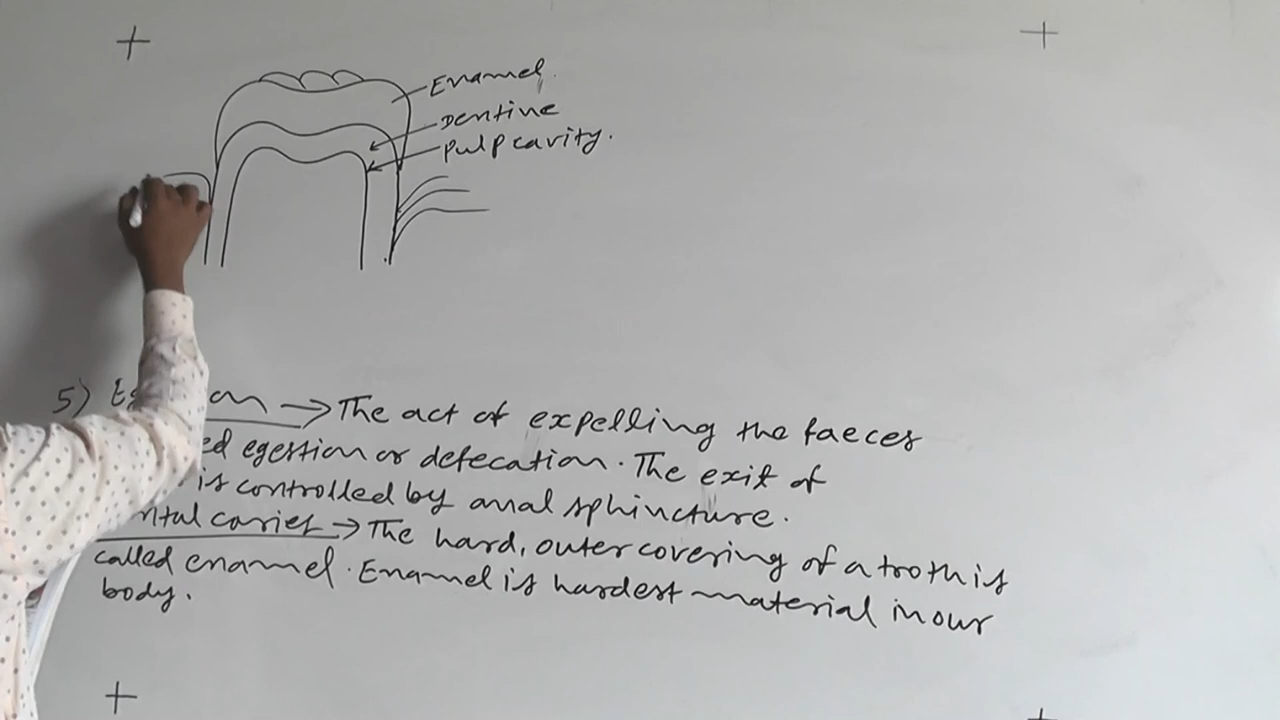 Enamel.
Dentine
Pulp cavity.
5) → The act of expelling the faeces
egestion or defecation. The exit of
is controlled by anal sphincture.
caries → The hard, outer covering of a tooth is
called enamel. Enamel is hardest material in our
body.